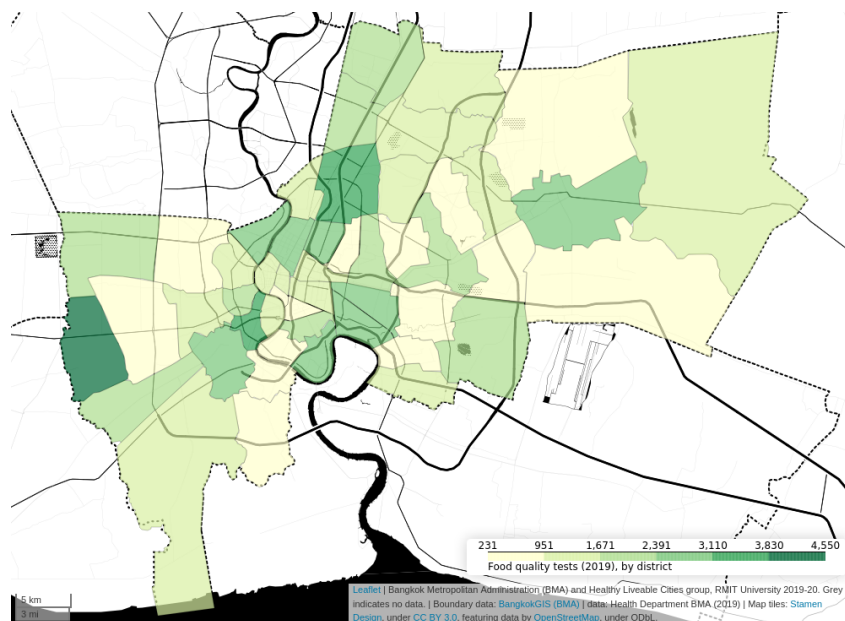 231 951 1,671 2,391 3,110 3,830 4,550
Food quality tests (2019), by district
5 km
3 mi
Leaflet | Bangkok Metropolitan Administration (BMA) and Healthy Liveable Cities group, RMIT University 2019-20. Grey
indicates no data. | Boundary data: BangkokGIS (BMA) | data: Health Department BMA (2019) | Map tiles: Stamen
Design, under CC BY 3.0, featuring data by OpenStreetMap, under ODbL.